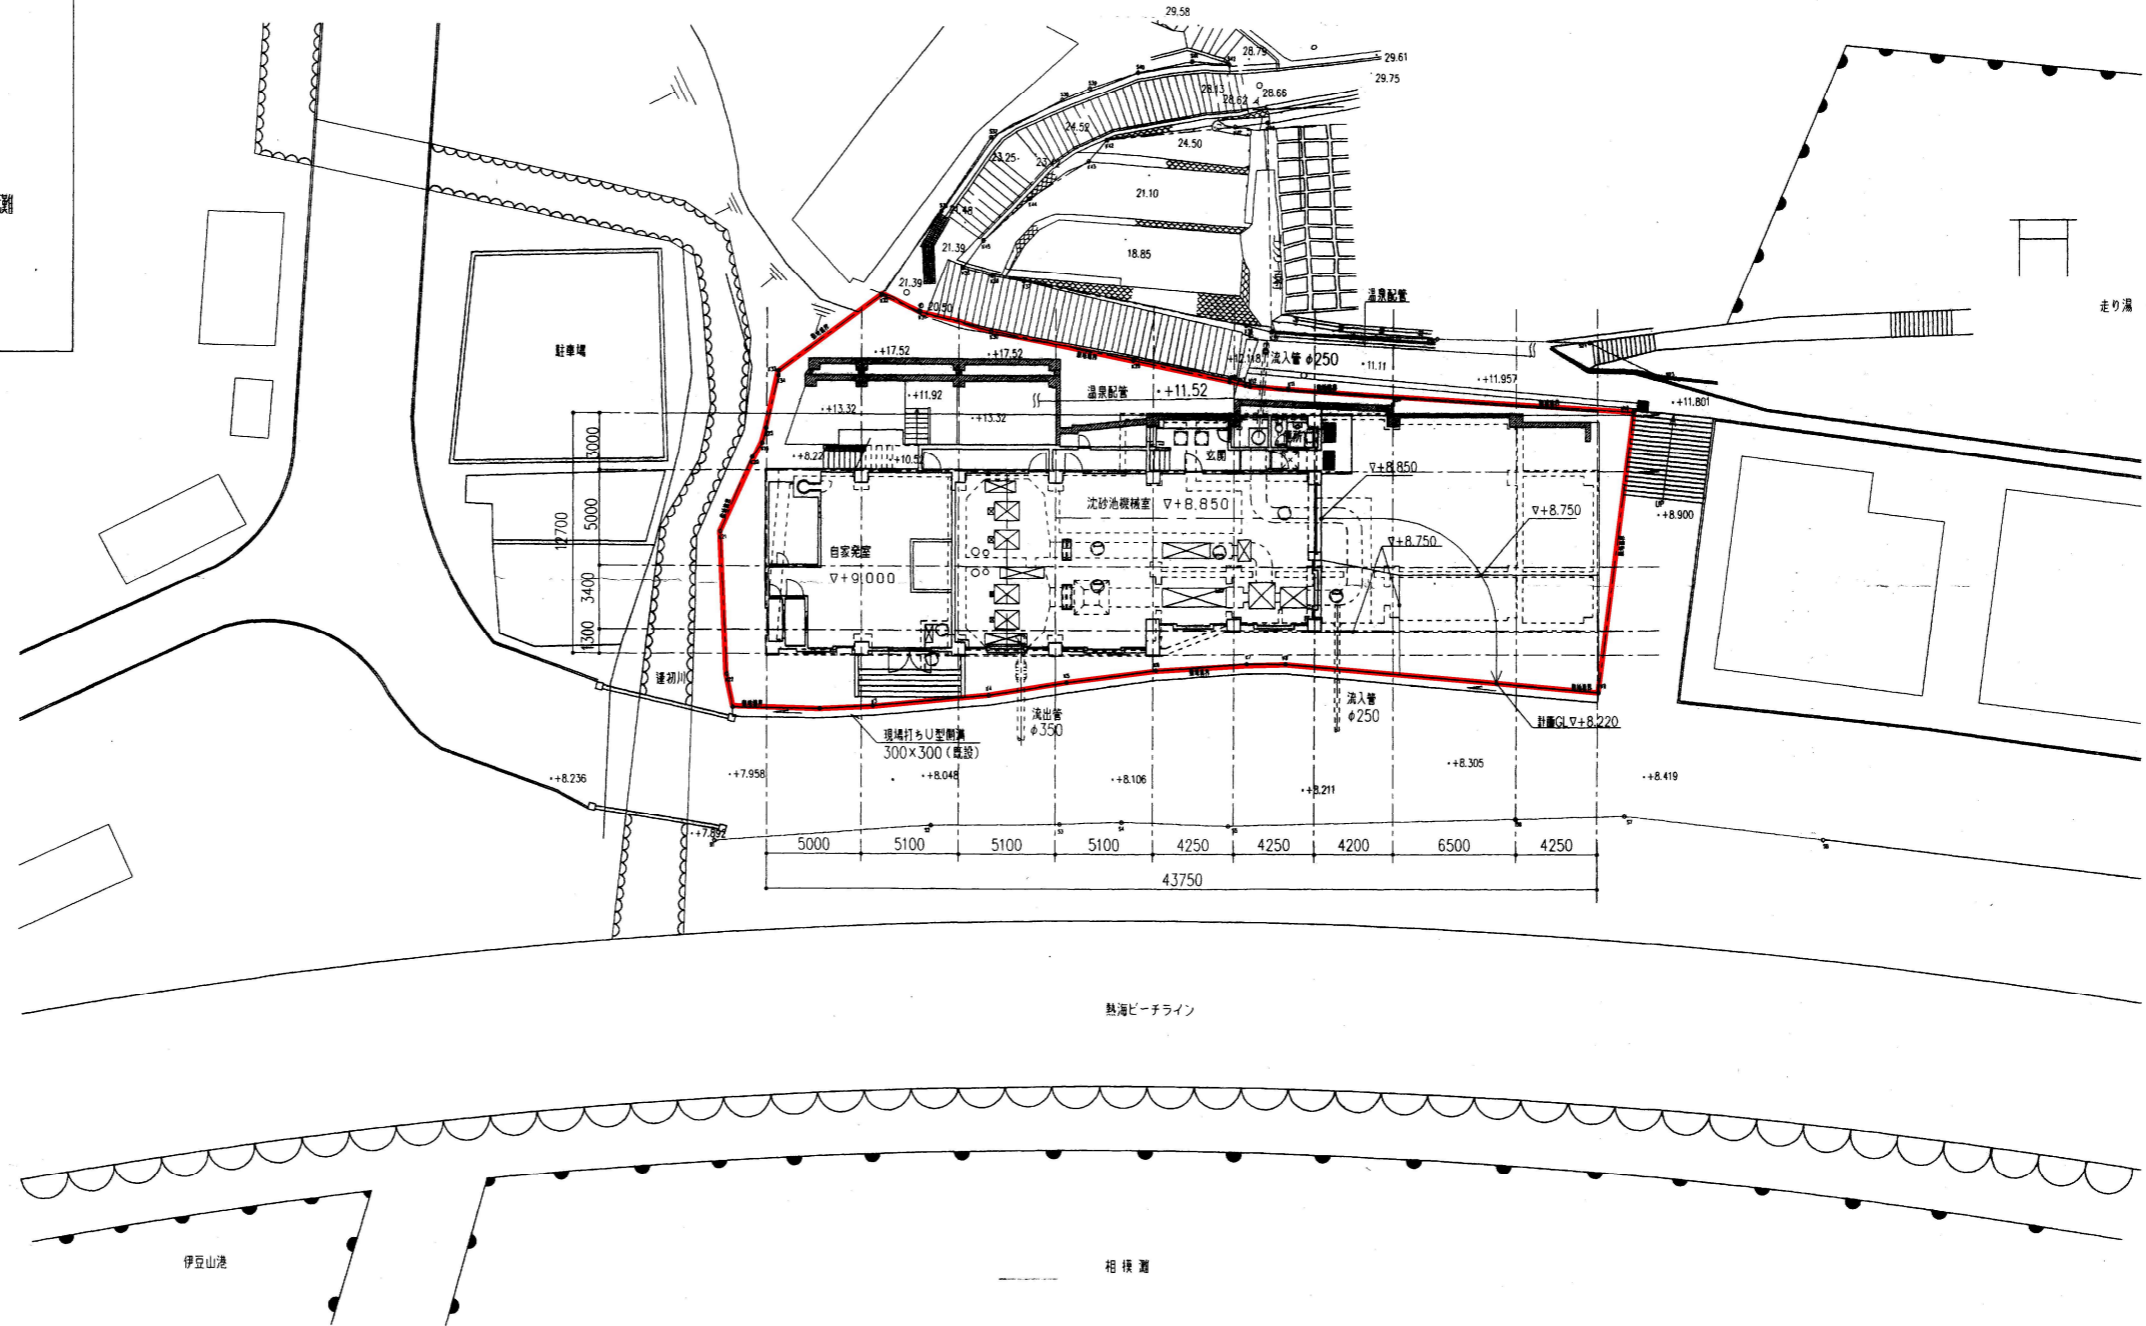 29.58
28.79
29.61
29.75
28.13
28.62
28.66
24.52
24.50
23.25
21.10
21.48
21.39
18.85
21.39
20.50
温泉配管
走り湯
灘
駐車場
+17.52
+17.52
流入管 φ250
11.11
+11.957
温泉配管
+11.52
+11.92
+11.801
+13.32
+13.32
3000
+8.22
+10.52
玄関
▽+8.850
沈砂池機械室 ▽+8.850
▽+8.750
+8.900
UP
5000
12700
自家発室
▽+9.000
▽+8.750
3400
1300
逢初川
流出管
φ350
流入管
φ250
計画GL▽+8.220
現場打ちU型側溝
300×300(既設)
+8.236
+7.958
+8.048
+8.106
+8.211
+8.305
+8.419
+7.892
5000
5100
5100
5100
4250
4250
4200
6500
4250
43750
熱海ビーチライン
伊豆山港
相模灘